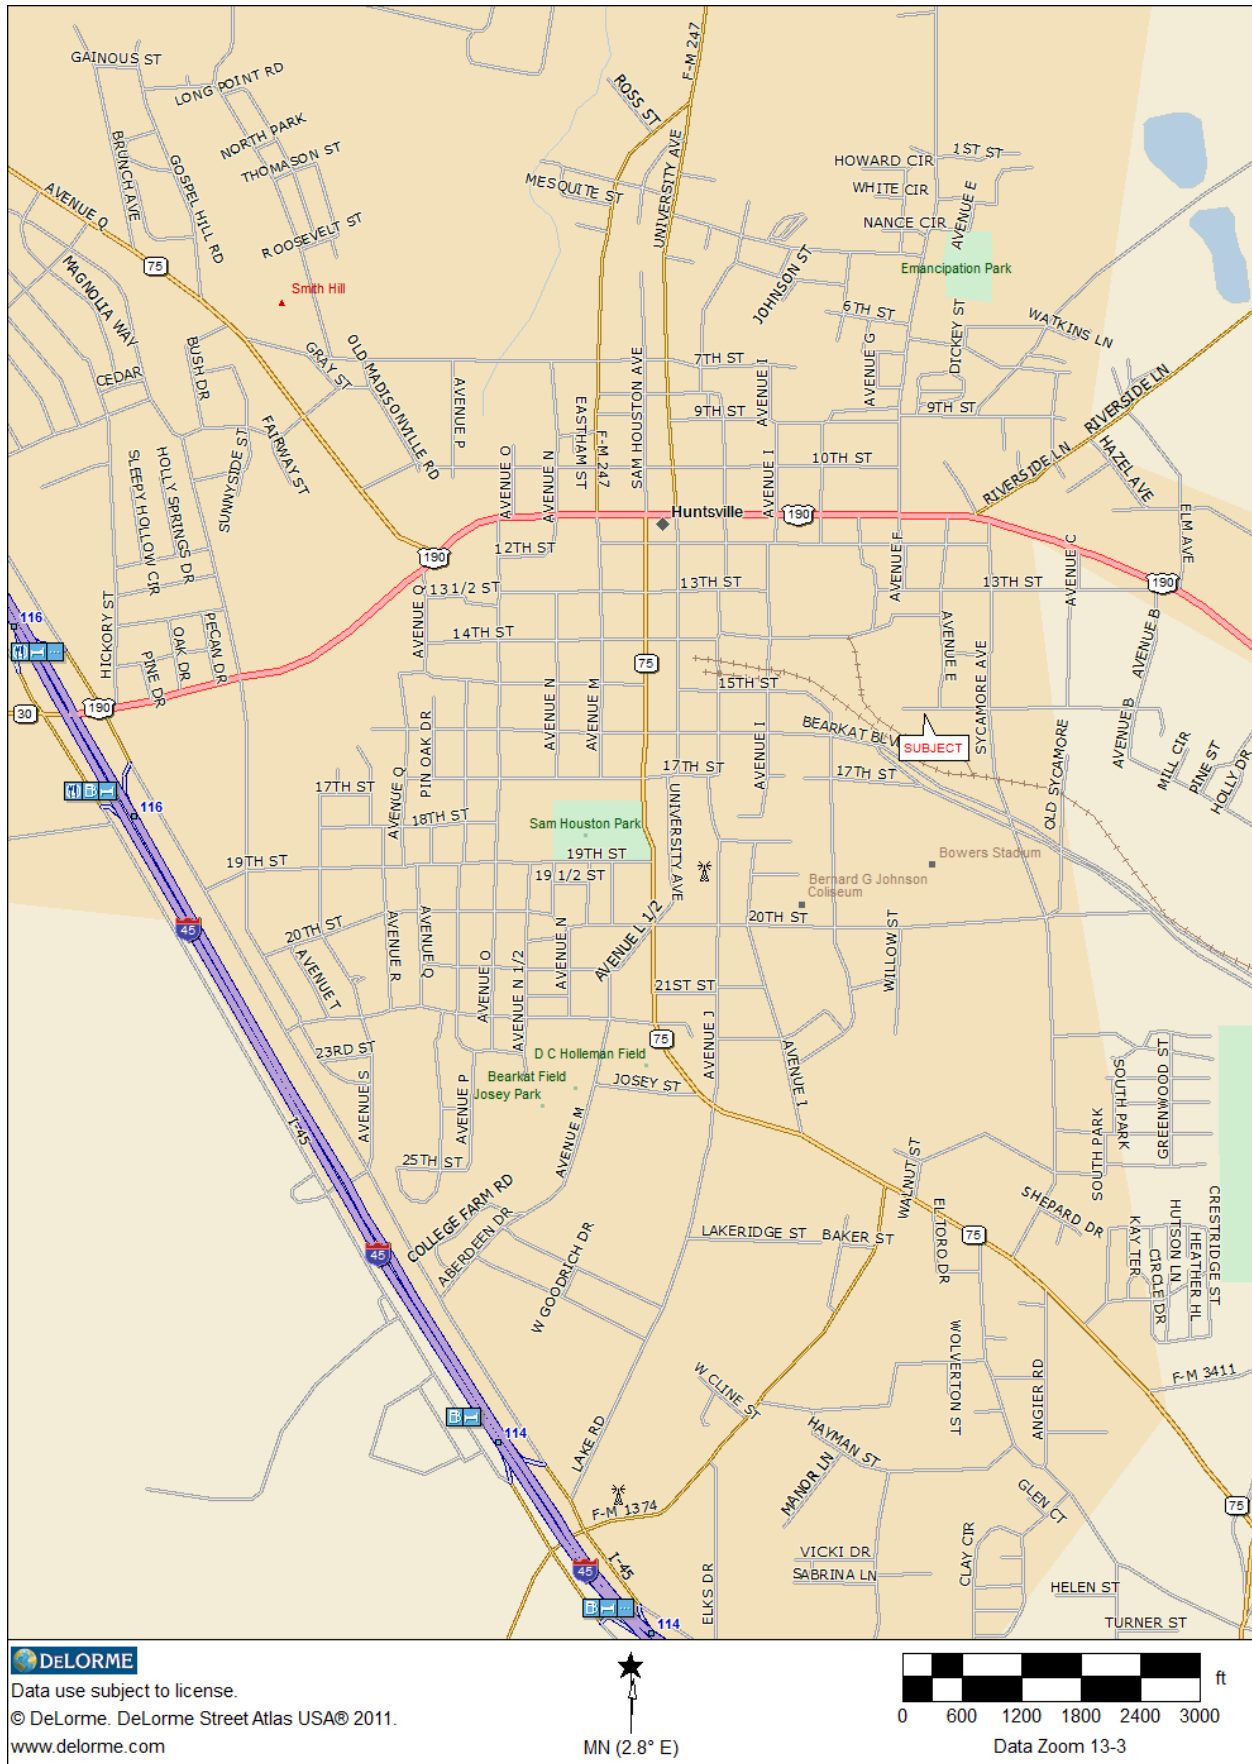 GAINOUS ST
LONG POINT RD
NORTH PARK
THOMASON ST
BRUNCH AVE
GOSPEL HILL RD
ROOSEVELT ST
AVENUE Q
75
MAGNOLIA WAY
Smith Hill
F-M 247
ROSS ST
UNIVERSITY AVE
MESQUITE ST
HOWARD CIR
1ST ST
WHITE CIR
AVENUE E
NANCE CIR
Emancipation Park
JOHNSON ST
6TH ST
DICKEY ST
WATKINS LN
CEDAR
BUSH DR
GRAY ST
OLD MADISONVILLE RD
AVENUE P
EASTHAM ST
F-M 247
SAM HOUSTON AVE
7TH ST
AVENUE I
AVENUE G
9TH ST
9TH ST
RIVERSIDE LN
HOLLY SPRINGS DR
SLEEPY HOLLOW CIR
SUNNYSIDE ST
FAIRWAY ST
AVENUE O
AVENUE N
AVENUE I
10TH ST
RIVERSIDE LN
HAZEL AVE
ELM AVE
Huntsville
190
190
12TH ST
AVENUE F
AVENUE C
190
13 1/2 ST
AVENUE Q
13TH ST
13TH ST
116
HICKORY ST
PECAN DR
OAK DR
PINE DR
14TH ST
AVENUE E
SYCAMORE AVE
AVENUE B
75
15TH ST
30
190
AVENUE N
AVENUE M
PIN OAK DR
BEARKAT BLV
SUBJECT
AVENUE I
OLD SYCAMORE
AVENUE B
MILL CIR
PINE ST
HOLLY DR
116
17TH ST
AVENUE Q
17TH ST
17TH ST
18TH ST
UNIVERSITY AVE
Sam Houston Park
19TH ST
19TH ST
19 1/2 ST
Bowers Stadium
Bernard G Johnson
Coliseum
45
20TH ST
AVENUE R
AVENUE Q
AVENUE O
AVENUE N 1/2
AVENUE N
AVENUE L 1/2
20TH ST
WILLOW ST
AVENUE T
21ST ST
23RD ST
AVENUE S
AVENUE P
75
D C Holleman Field
Bearkat Field
Josey Park
JOSEY ST
AVENUE J
AVENUE I
SOUTH PARK
GREENWOOD ST
I-45
25TH ST
AVENUE M
WALNUT ST
SOUTH PARK
COLLEGE FARM RD
ABERDEEN DR
W GOODRICH DR
LAKERIDGE ST
BAKER ST
EL TORO DR
75
SHEPARD DR
KAY TER
CIRCLE DR
HUTSON LN
HEATHER HL
CRESTRIDGE ST
45
WOLVERTON ST
ANGIER RD
F-M 3411
W CLINE ST
114
LAKE RD
HAYMAN ST
MANOR LN
GLEN CT
75
F-M 1374
I-45
45
ELKS DR
VICKI DR
SABRINA LN
CLAY CIR
HELEN ST
TURNER ST
114
DELORME
Data use subject to license.
© DeLorme. DeLorme Street Atlas USA® 2011.
www.delorme.com
MN (2.8° E)
ft
0 600 1200 1800 2400 3000
Data Zoom 13-3